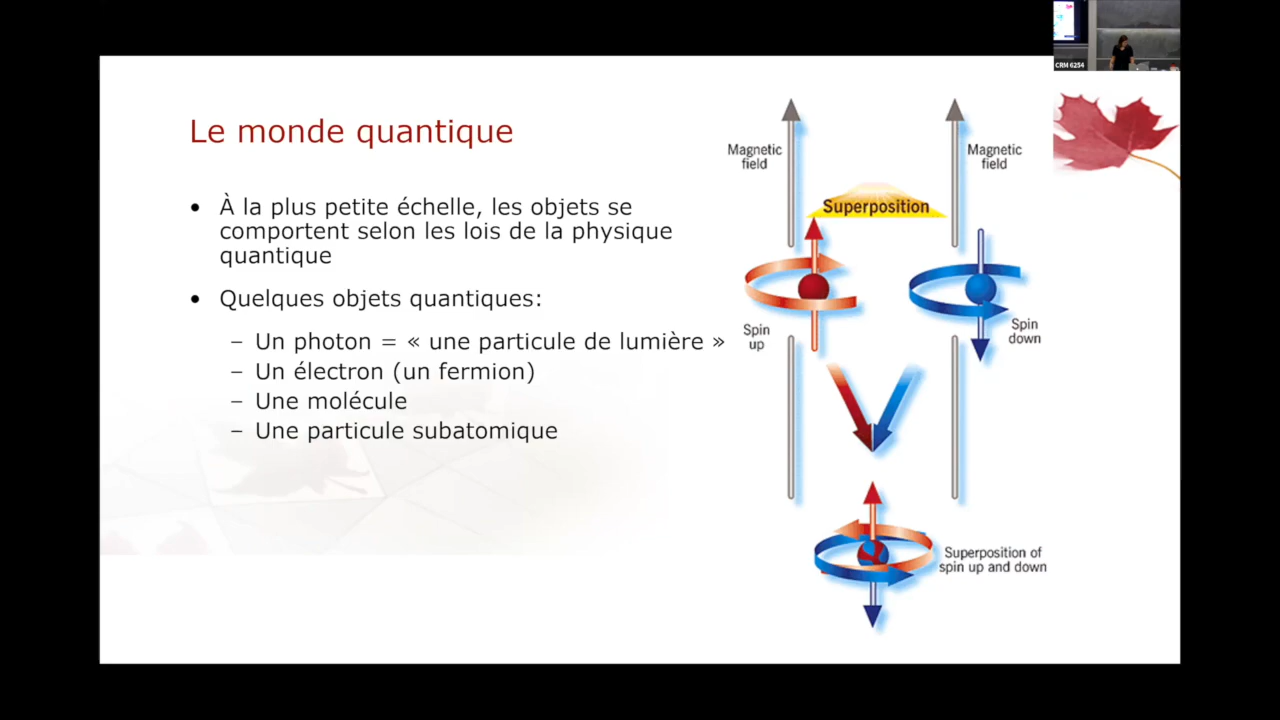 Le monde quantique
• À la plus petite échelle, les objets se
comportent selon les lois de la physique
quantique
• Quelques objets quantiques:
– Un photon = « une particule de lumière »
– Un électron (un fermion)
– Une molécule
– Une particule subatomique
Magnetic
field
Magnetic
field
Superposition
Spin
up
Spin
down
Superposition of
spin up and down
CRM 6254